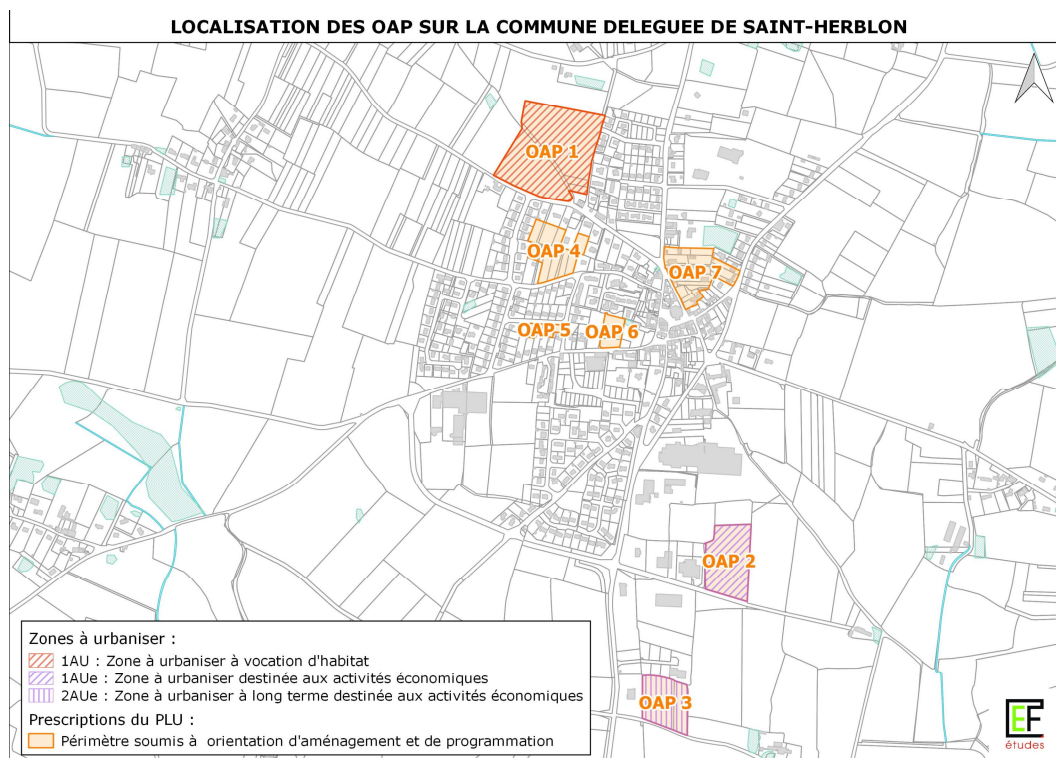 LOCALISATION DES OAP SUR LA COMMUNE DELEGUEE DE SAINT-HERBLON
OAP 1
OAP 4
OAP 7
OAP 5
OAP 6
OAP 2
OAP 3
Zones à urbaniser :
1AU : Zone à urbaniser à vocation d'habitat
1AUe : Zone à urbaniser destinée aux activités économiques
2AUe : Zone à urbaniser à long terme destinée aux activités économiques
Prescriptions du PLU :
Périmètre soumis à orientation d'aménagement et de programmation
CEF
études